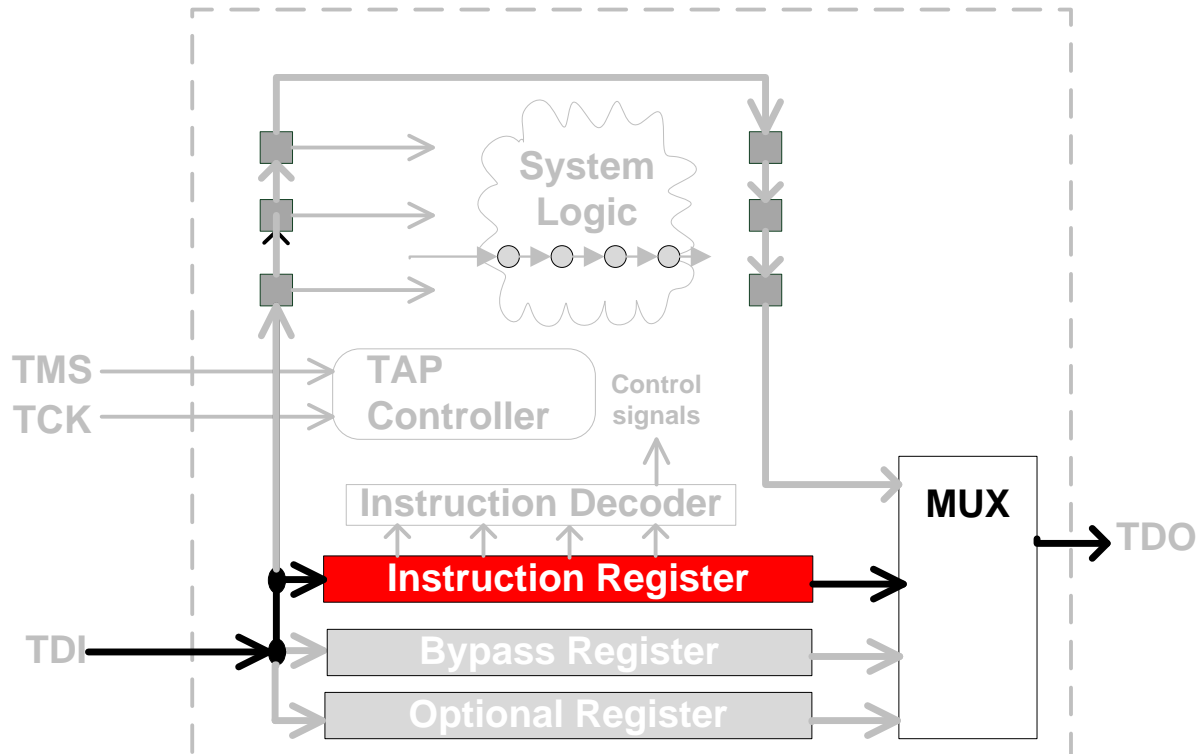 System
Logic
TMS
TCK
TAP
Controller
Control
signals
Instruction Decoder
MUX
TDO
Instruction Register
TDI
Bypass Register
Optional Register